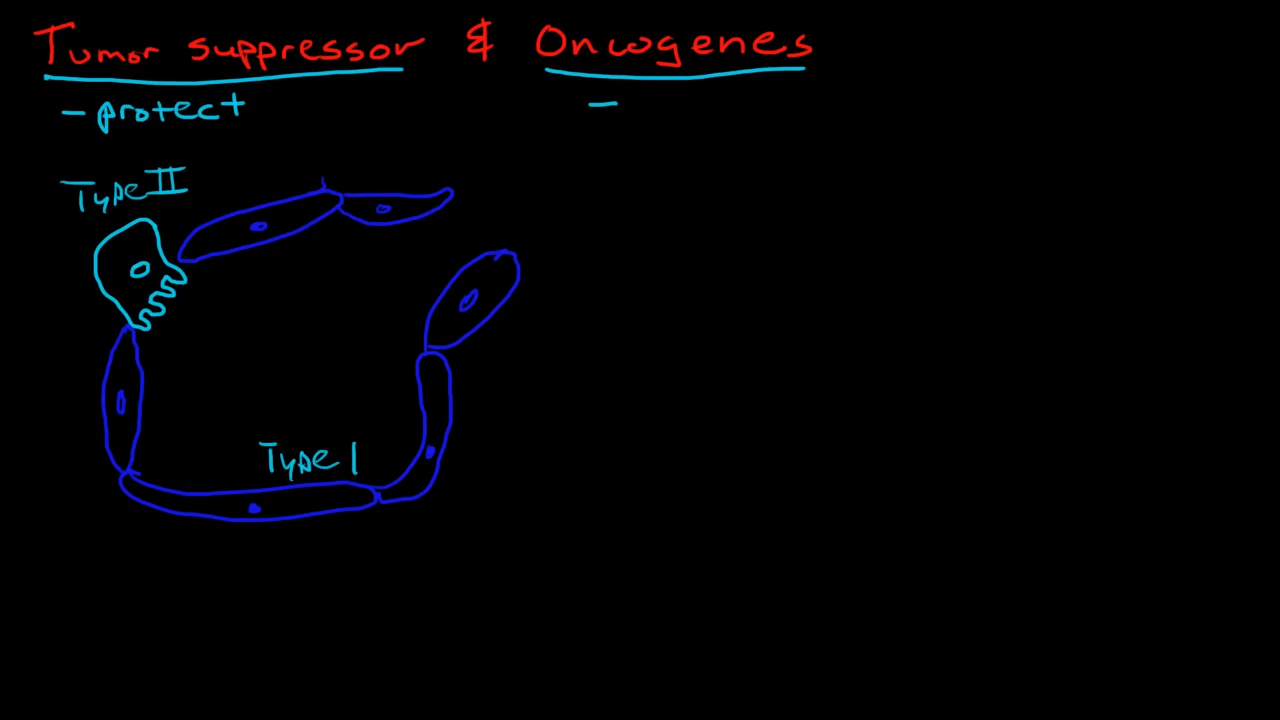 Tumor suppressor & Oncogenes
- protect -
Type II
Type I